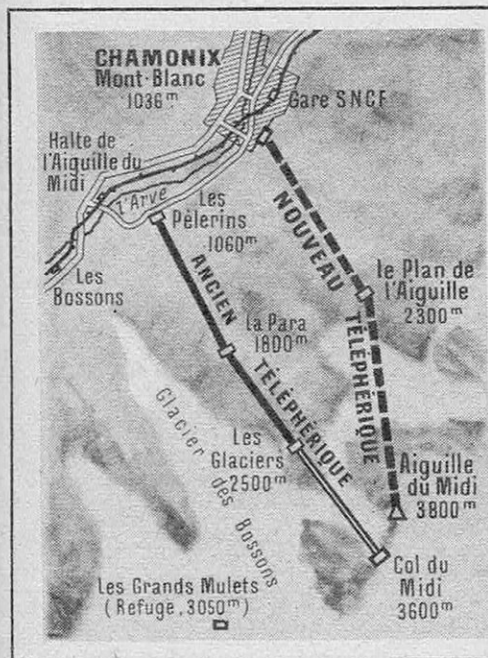 CHAMONIX
Mont-Blanc
1036m
Gare SNCF
Halte de
l'Aiguille du
Midi
l'Arve
Les
Pèlerins
1060m
Les
Bossons
NOUVEAU
TÉLÉPHÉRIQUE
le Plan de
l'Aiguille
2300m
ANCIEN
TÉLÉPHÉRIQUE
la Para
1800m
Glacier des Bossons
Les
Glaciers
2500m
Aiguille
du Midi
3800m
Col du
Midi
3600m
Les Grands Mulets
(Refuge, 3050m)